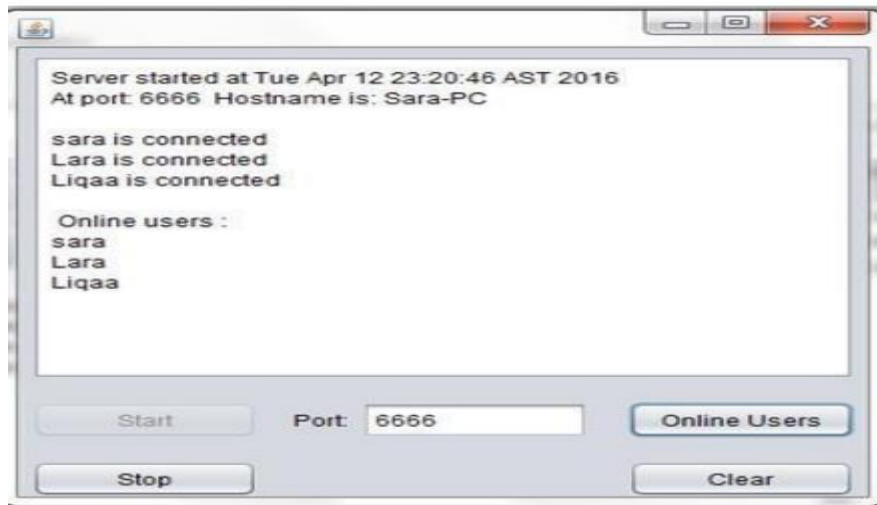 Server started at Tue Apr 12 23:20:46 AST 2016
At port: 6666 Hostname is: Sara-PC
sara is connected
Lara is connected
Liqaa is connected
Online users :
sara
Lara
Liqaa
Start Port: 6666 Online Users
Stop Clear